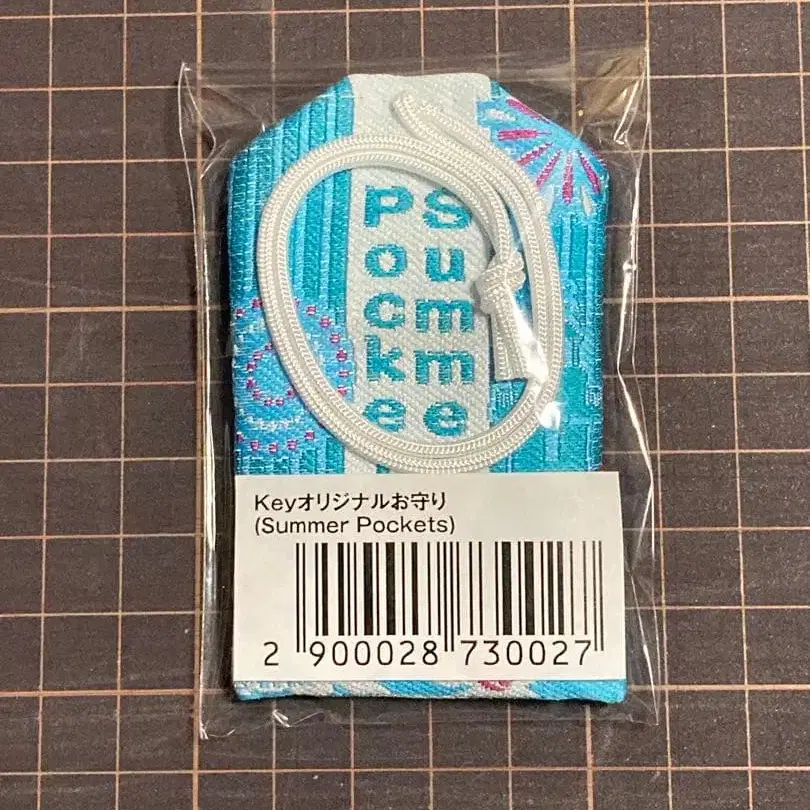 Summe
Pocke
Keyオリジナルお守り
(Summer Pockets)
2 900028 730027